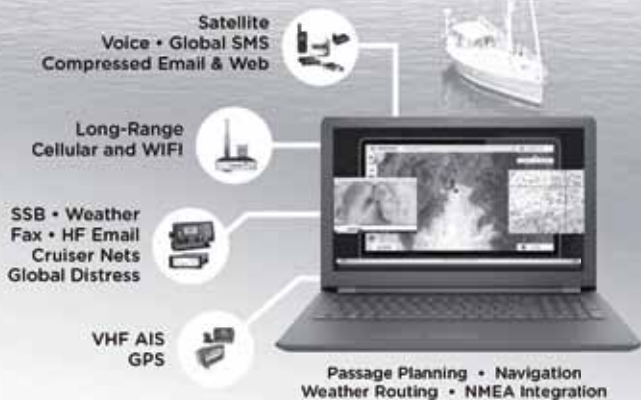 Satellite
Voice • Global SMS
Compressed Email & Web
Long-Range
Cellular and WIFI
SSB • Weather
Fax • HF Email
Cruiser Nets
Global Distress
VHF AIS
GPS
Passage Planning • Navigation
Weather Routing • NMEA Integration